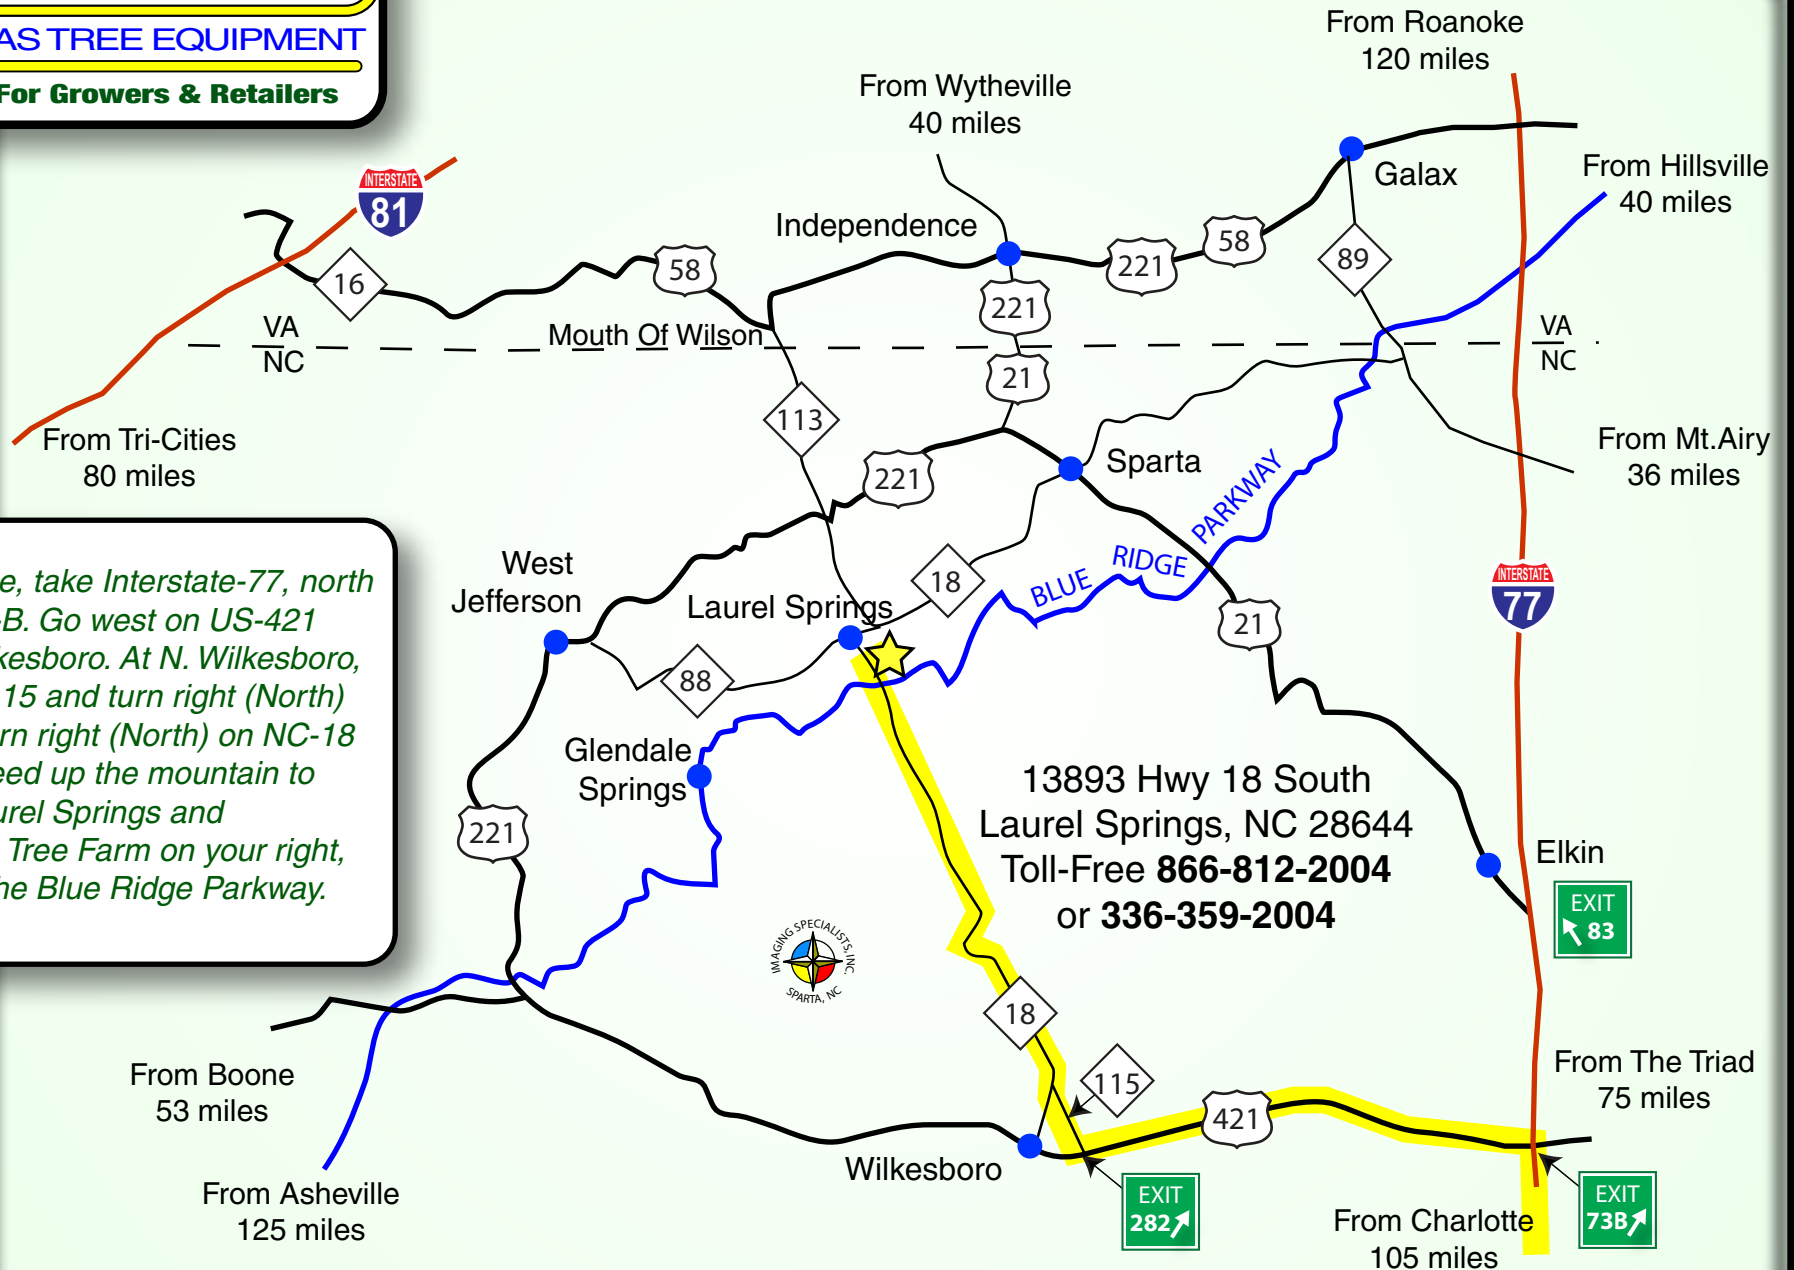 AS TREE EQUIPMENT
For Growers & Retailers
From Roanoke
120 miles
From Wytheville
40 miles
From Hillsville
40 miles
Galax
Independence
INTERSTATE
81
16
58
221
58
89
221
VA
NC
Mouth Of Wilson
VA
NC
21
113
From Tri-Cities
80 miles
221
Sparta
From Mt.Airy
36 miles
e, take Interstate-77, north
-B. Go west on US-421
kesboro. At N. Wilkesboro,
15 and turn right (North)
rn right (North) on NC-18
eed up the mountain to
urel Springs and
Tree Farm on your right,
he Blue Ridge Parkway.
West
Jefferson
Laurel Springs
18
BLUE RIDGE PARKWAY
INTERSTATE
77
21
88
Glendale
Springs
221
13893 Hwy 18 South
Laurel Springs, NC 28644
Toll-Free 866-812-2004
or 336-359-2004
Elkin
EXIT
83
IMAGING SPECIALISTS, INC.
SPARTA, NC
18
115
421
From Boone
53 miles
From The Triad
75 miles
Wilkesboro
From Asheville
125 miles
EXIT
282
From Charlotte
105 miles
EXIT
73B